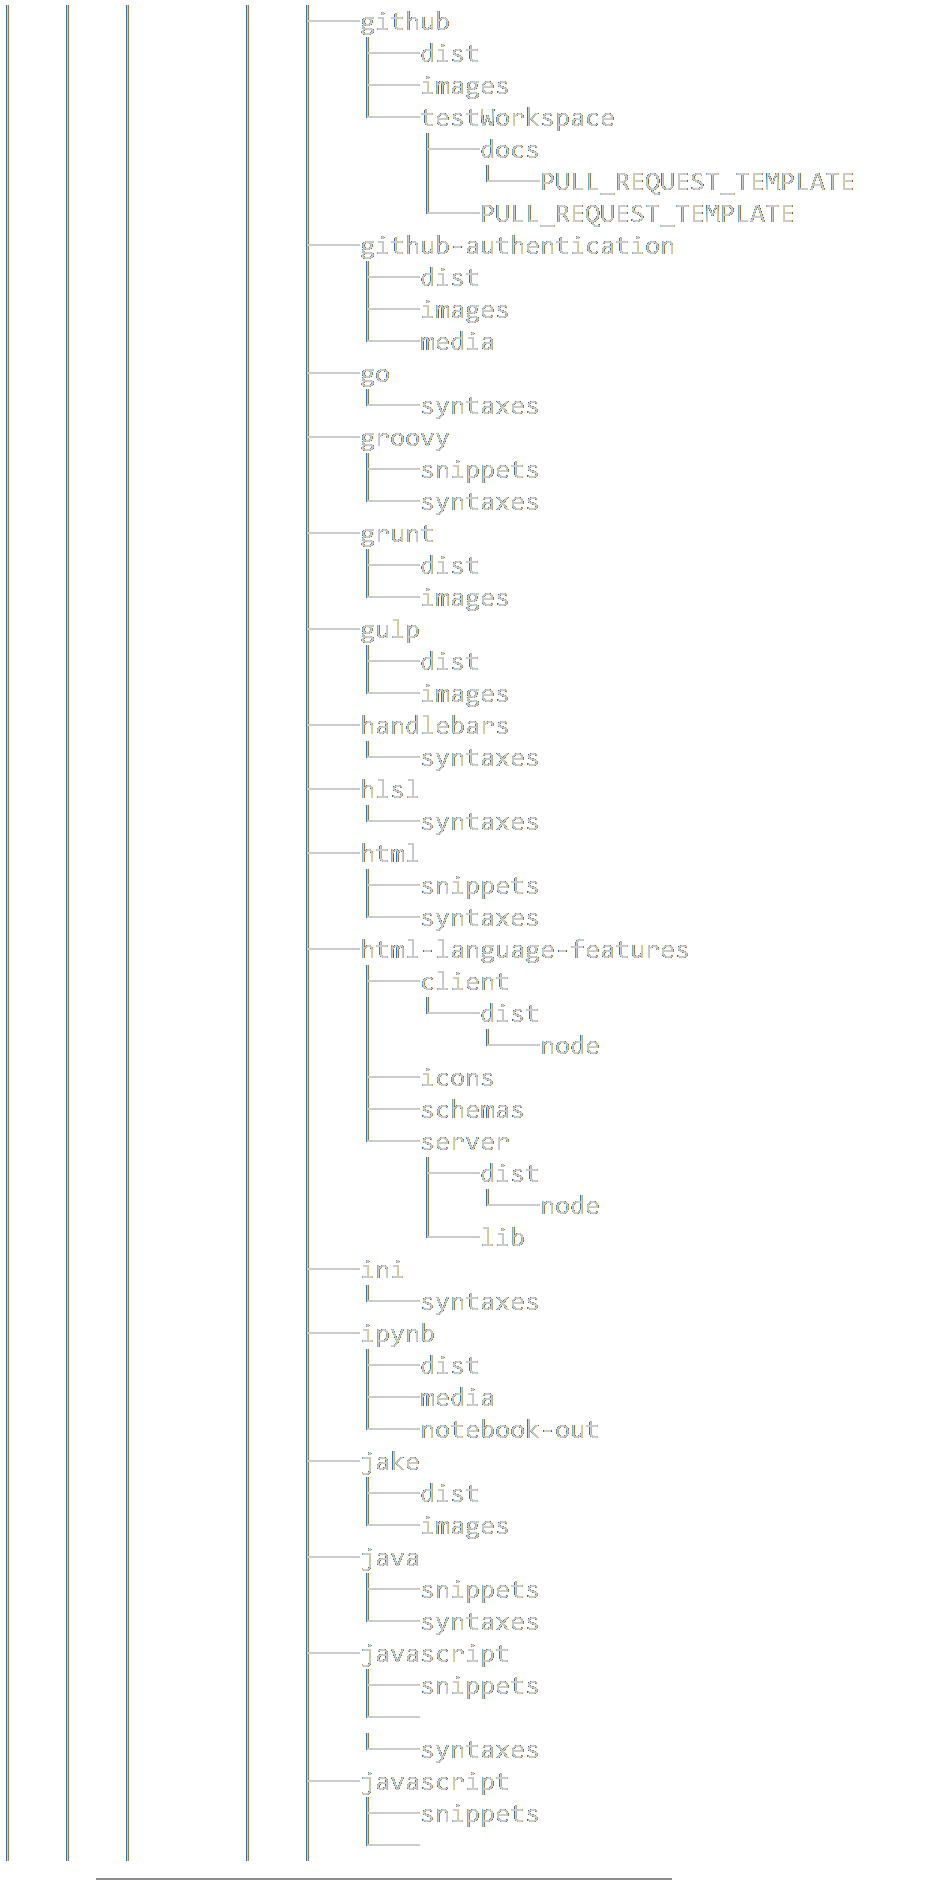 github
dist
images
testWorkspace
docs
PULL_REQUEST_TEMPLATE
PULL_REQUEST_TEMPLATE
github-authentication
dist
images
media
go
syntaxes
groovy
snippets
syntaxes
grunt
dist
images
gulp
dist
images
handlebars
syntaxes
hlsl
syntaxes
html
snippets
syntaxes
html-language-features
client
dist
node
icons
schemas
server
dist
node
lib
ini
syntaxes
ipynb
dist
media
notebook-out
jake
dist
images
java
snippets
syntaxes
javascript
snippets
syntaxes
javascript
snippets